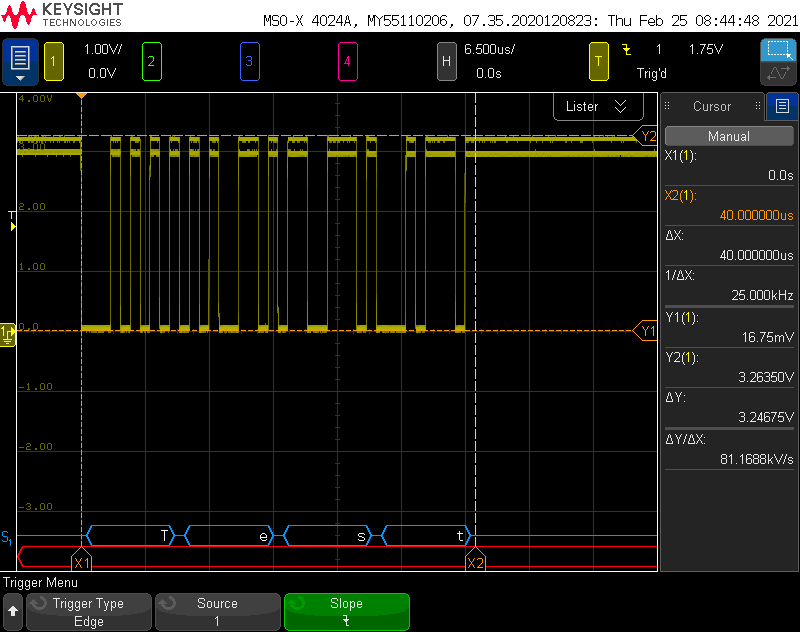 KEYSIGHT
TECHNOLOGIES
MSO-X 4024A, MY55110206, 07.35.2020120823: Thu Feb 25 08:44:48 2021
1 1.00V/ 2 3 4 H 6.500us/ T 1 1.75V
0.0V 0.0s Trig'd
4.00V
Lister
Cursor
Manual
3.00
Y2
X1(1):
0.0s
X2(1):
40.000000us
T
2.00
ΔX:
40.000000us
1.00
1/ΔX:
25.000kHz
1
0.0
Y1
Y1(1):
16.75mV
Y2(1):
3.26350V
-1.00
ΔY:
3.24675V
-2.00
ΔY/ΔX:
81.1688kV/s
-3.00
S1
T e s t
X1 X2
Trigger Menu
Trigger Type Source Slope
Edge 1